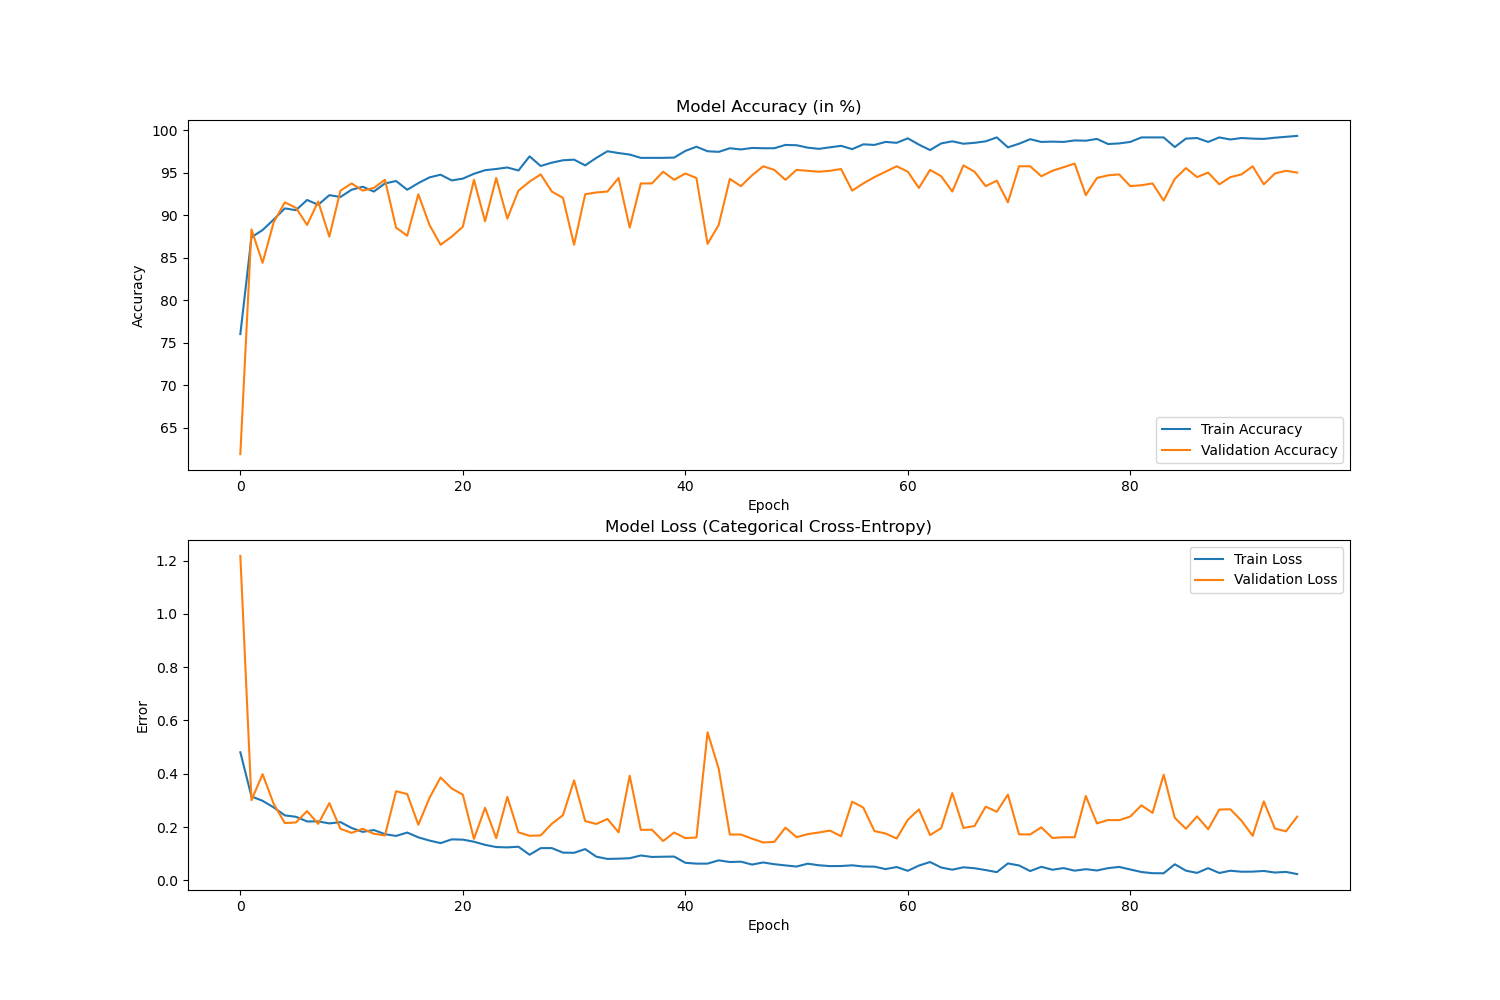 Model Accuracy (in %)
100
95
90
85
80
75
70
65
Accuracy
Train Accuracy
Validation Accuracy
0 20 40 60 80
Epoch
Model Loss (Categorical Cross-Entropy)
1.2
1.0
0.8
0.6
0.4
0.2
0.0
Error
Train Loss
Validation Loss
0 20 40 60 80
Epoch